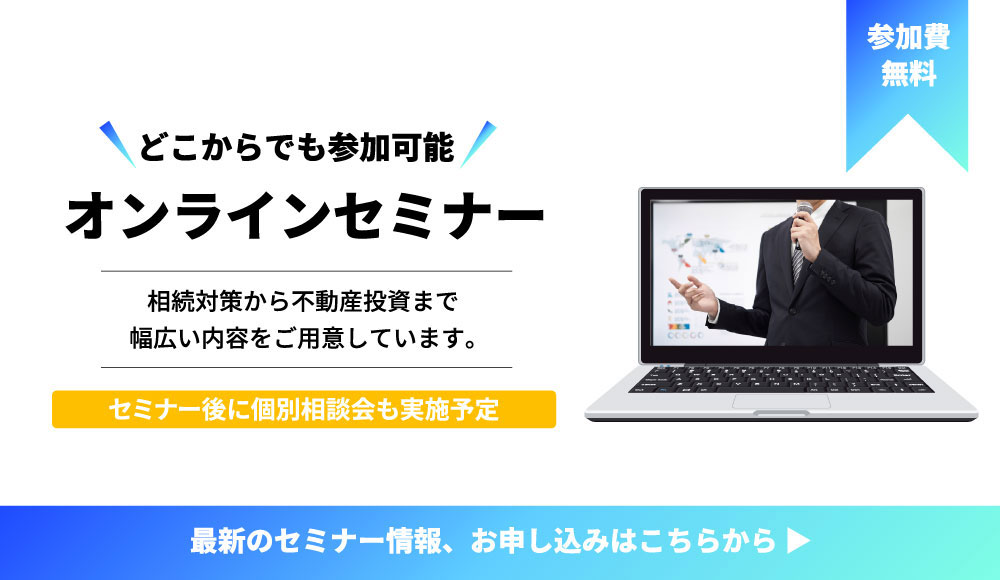 参加費
無料
どこからでも参加可能
オンラインセミナー
相続対策から不動産投資まで
幅広い内容をご用意しています。
セミナー後に個別相談会も実施予定
最新のセミナー情報、お申し込みはこちらから ▶